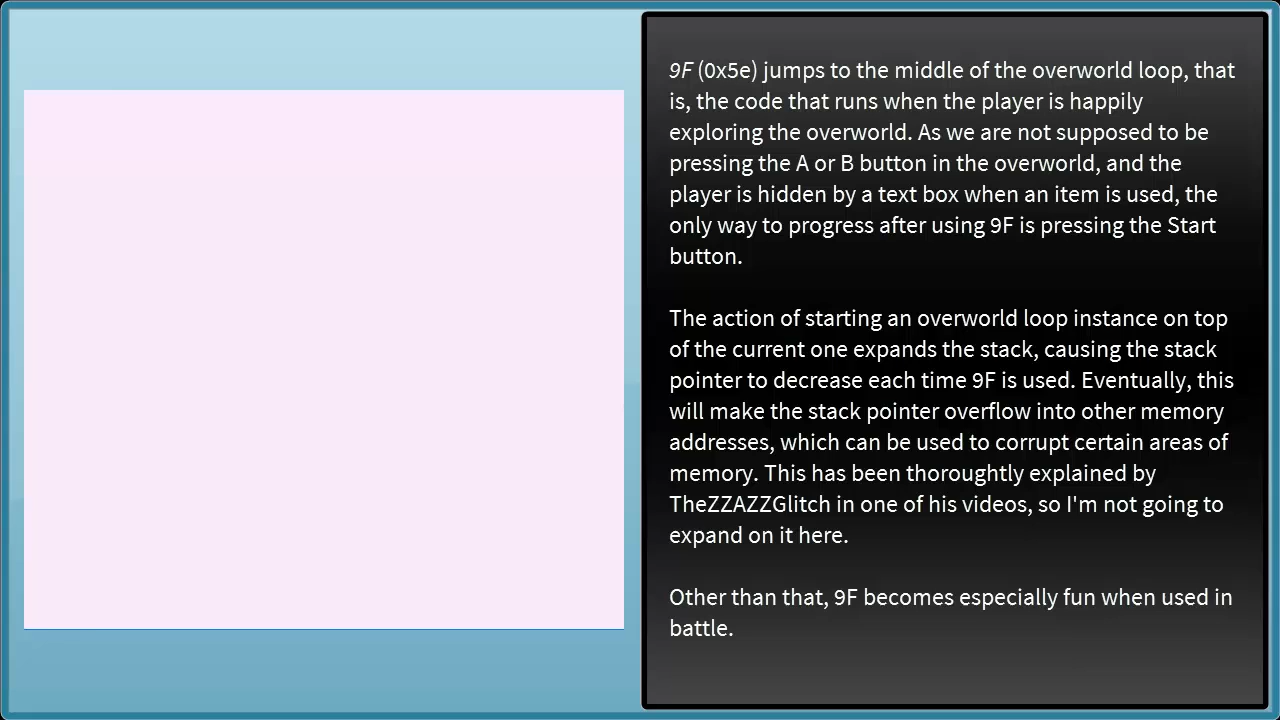 9F (0x5e) jumps to the middle of the overworld loop, that
is, the code that runs when the player is happily
exploring the overworld. As we are not supposed to be
pressing the A or B button in the overworld, and the
player is hidden by a text box when an item is used, the
only way to progress after using 9F is pressing the Start
button.
The action of starting an overworld loop instance on top
of the current one expands the stack, causing the stack
pointer to decrease each time 9F is used. Eventually, this
will make the stack pointer overflow into other memory
addresses, which can be used to corrupt certain areas of
memory. This has been thoroughtly explained by
TheZZAZZGlitch in one of his videos, so I'm not going to
expand on it here.
Other than that, 9F becomes especially fun when used in
battle.